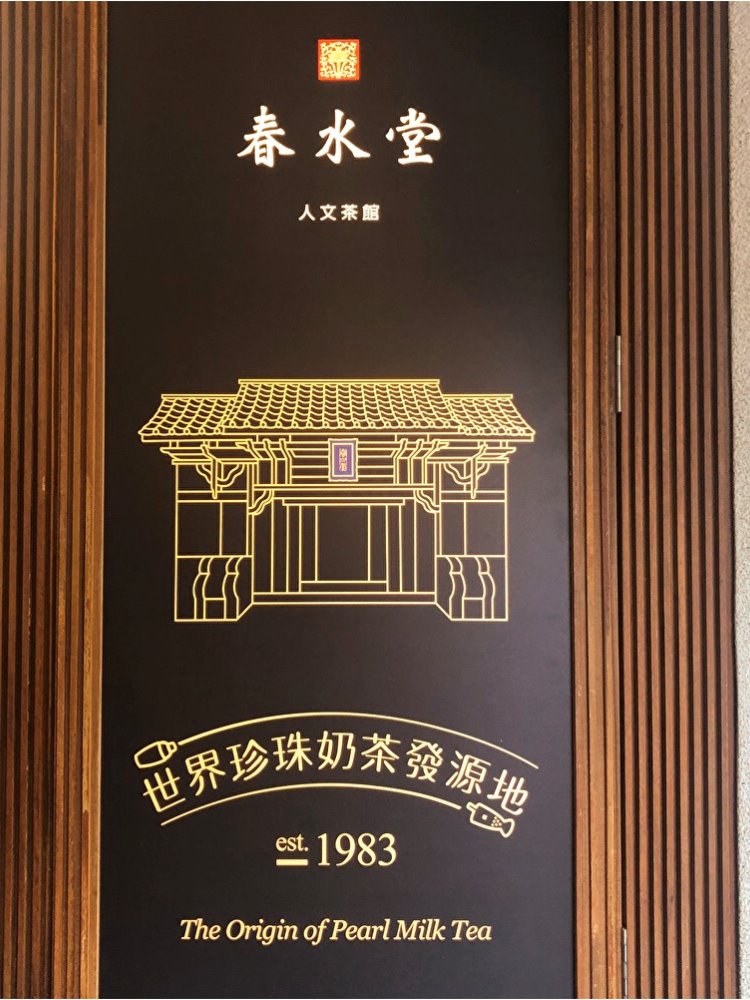 春水堂
人文茶館
世界珍珠奶茶發源地
est. 1983
The Origin of Pearl Milk Tea